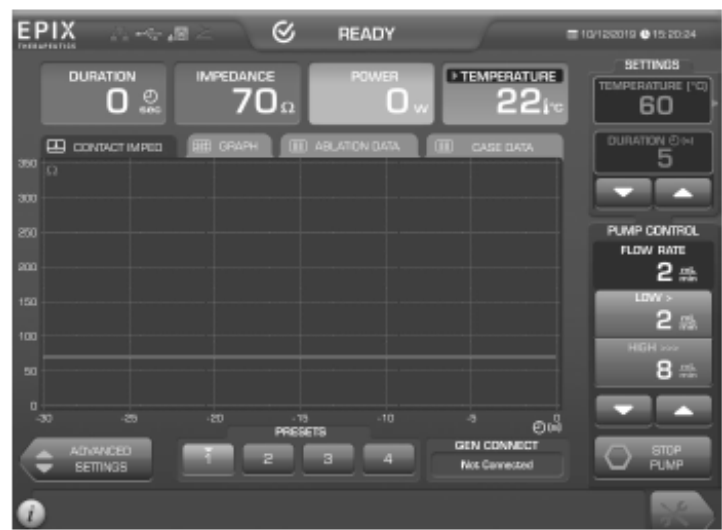 EPIX
THERAPEUTICS
READY
10/12/2019 15:20:24
DURATION
0 sec
IMPEDANCE
70 Ω
POWER
0 W
TEMPERATURE
22 °C
SETTINGS
TEMPERATURE (°C)
60
DURATION
5
CONTACT IMPED
GRAPH
ABLATION DATA
CASE DATA
Ω
350
300
250
200
150
100
50
0
-30 -25 -20 -15 -10 -5 0
PUMP CONTROL
FLOW RATE
2 mL min
LOW >
2 mL min
HIGH >>>
8 mL min
PRESETS
1 2 3 4
ADVANCED
SETTINGS
GEN CONNECT
Not Connected
STOP
PUMP
i